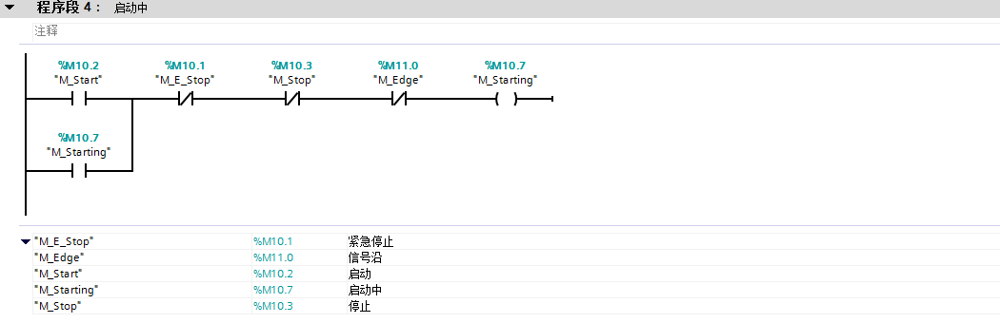 程序段 4： 启动中
注释
%M10.2 %M10.1 %M10.3 %M11.0 %M10.7
"M_Start" "M_E_Stop" "M_Stop" "M_Edge" "M_Starting"
%M10.7
"M_Starting"
"M_E_Stop" %M10.1 紧急停止
"M_Edge" %M11.0 信号沿
"M_Start" %M10.2 启动
"M_Starting" %M10.7 启动中
"M_Stop" %M10.3 停止